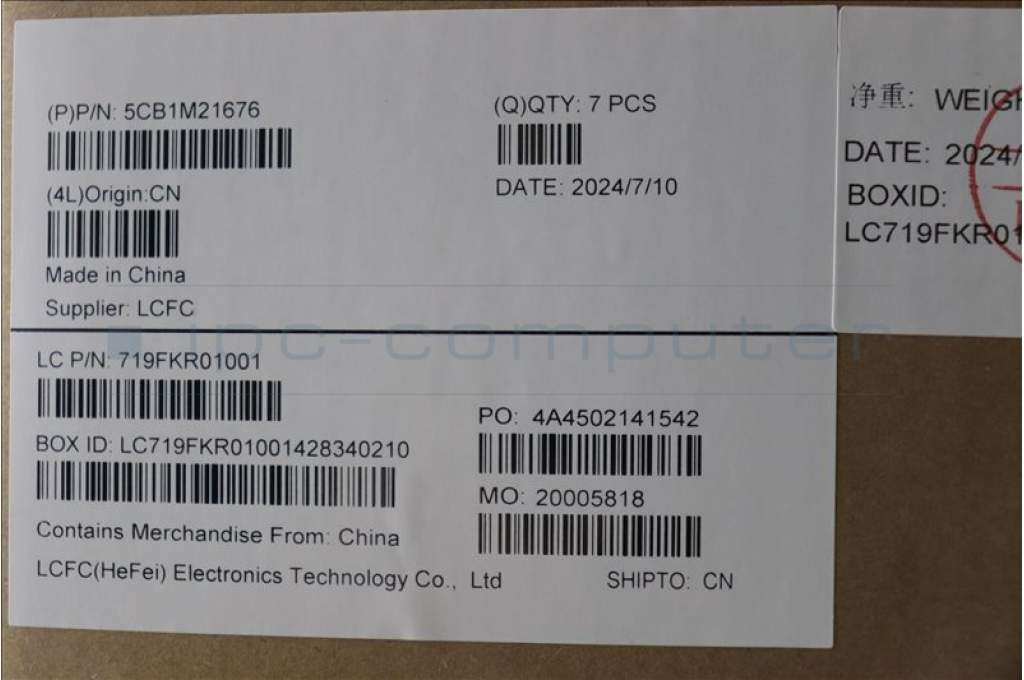 (P)P/N: 5CB1M21676
(Q)QTY: 7 PCS
(4L)Origin:CN
DATE: 2024/7/10
Made in China
Supplier: LCFC
LC P/N: 719FKR01001
BOX ID: LC719FKR01001428340210
PO: 4A4502141542
MO: 20005818
Contains Merchandise From: China
LCFC(HeFei) Electronics Technology Co., Ltd
SHIPTO: CN
净重:
DATE: 2024/
BOXID:
LC719FKR01
ipc-computer